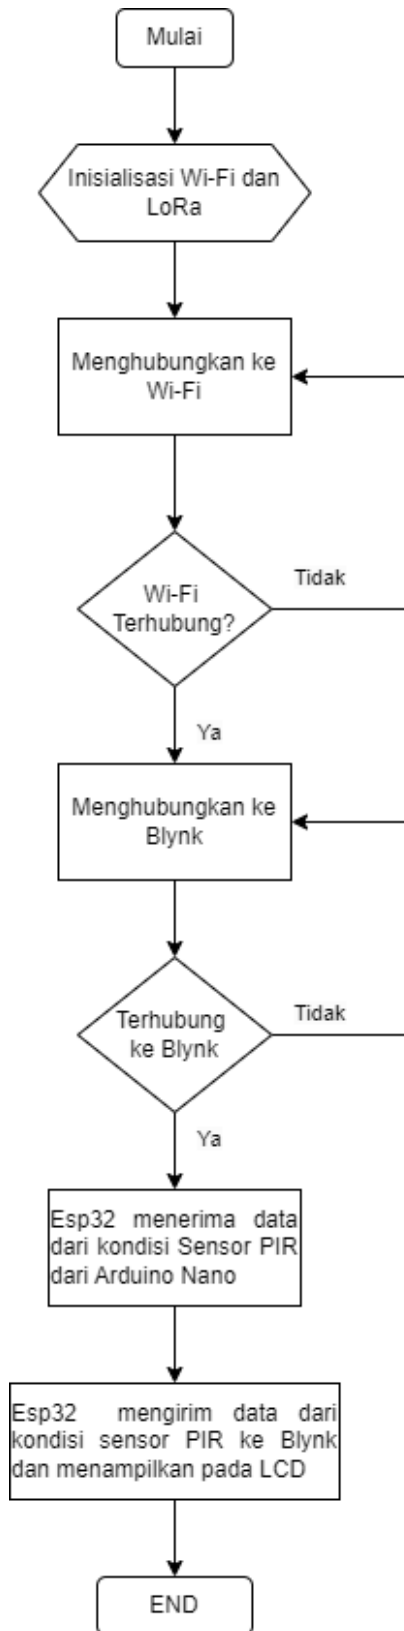 Mulai
Inisialisasi Wi-Fi dan
LoRa
Menghubungkan ke
Wi-Fi
Wi-Fi
Terhubung?
Tidak
Ya
Menghubungkan ke
Blynk
Terhubung
ke Blynk
Tidak
Ya
Esp32 menerima data
dari kondisi Sensor PIR
dari Arduino Nano
Esp32 mengirim data dari
kondisi sensor PIR ke Blynk
dan menampilkan pada LCD
END